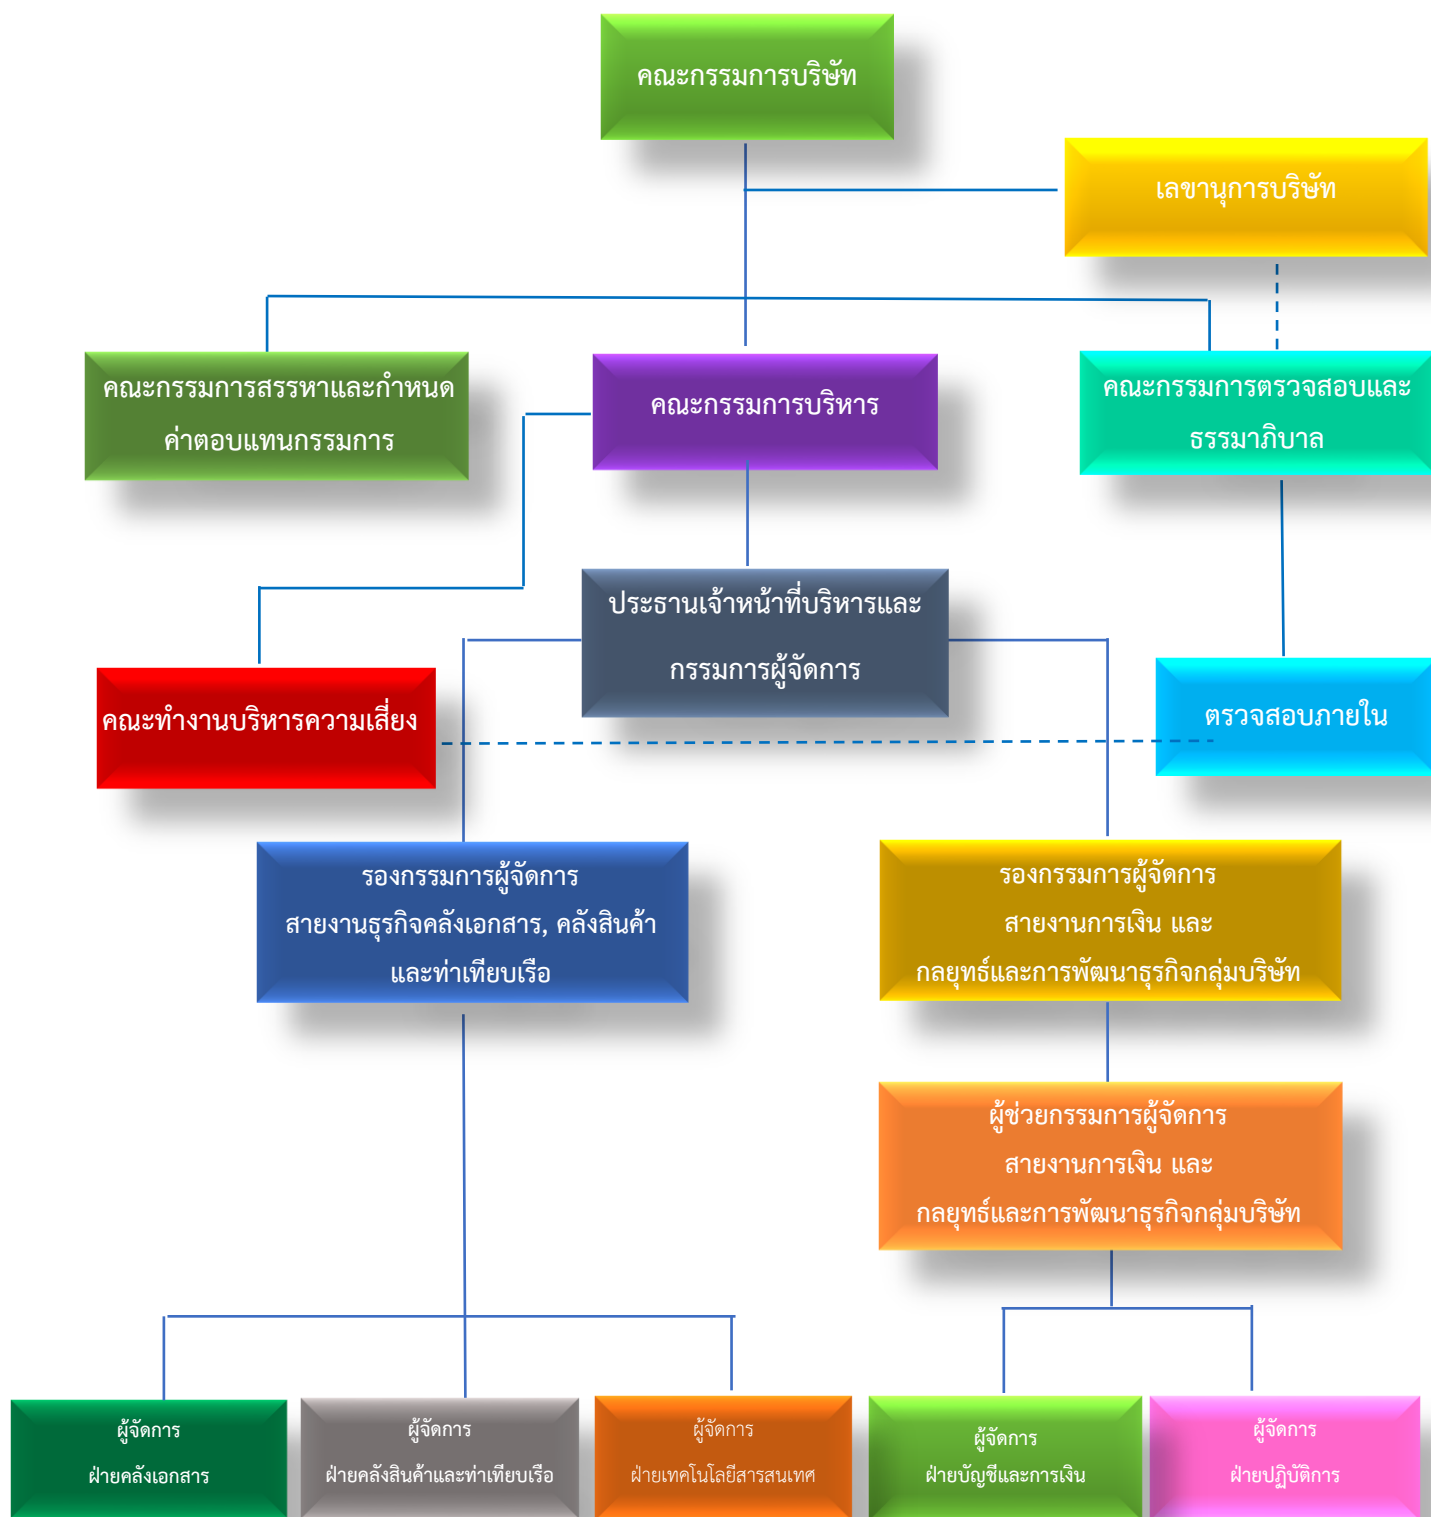 คณะกรรมการบริษัท
เลขานุการบริษัท
คณะกรรมการสรรหาและกำหนด
ค่าตอบแทนกรรมการ
คณะกรรมการบริหาร
คณะกรรมการตรวจสอบและ
ธรรมาภิบาล
ประธานเจ้าหน้าที่บริหารและ
กรรมการผู้จัดการ
คณะทำงานบริหารความเสี่ยง
ตรวจสอบภายใน
รองกรรมการผู้จัดการ
สายงานธุรกิจคลังเอกสาร, คลังสินค้า
และท่าเทียบเรือ
รองกรรมการผู้จัดการ
สายงานการเงิน และ
กลยุทธ์และการพัฒนาธุรกิจกลุ่มบริษัท
ผู้ช่วยกรรมการผู้จัดการ
สายงานการเงิน และ
กลยุทธ์และการพัฒนาธุรกิจกลุ่มบริษัท
ผู้จัดการ
ฝ่ายคลังเอกสาร
ผู้จัดการ
ฝ่ายคลังสินค้าและท่าเทียบเรือ
ผู้จัดการ
ฝ่ายเทคโนโลยีสารสนเทศ
ผู้จัดการ
ฝ่ายบัญชีและการเงิน
ผู้จัดการ
ฝ่ายปฏิบัติการ